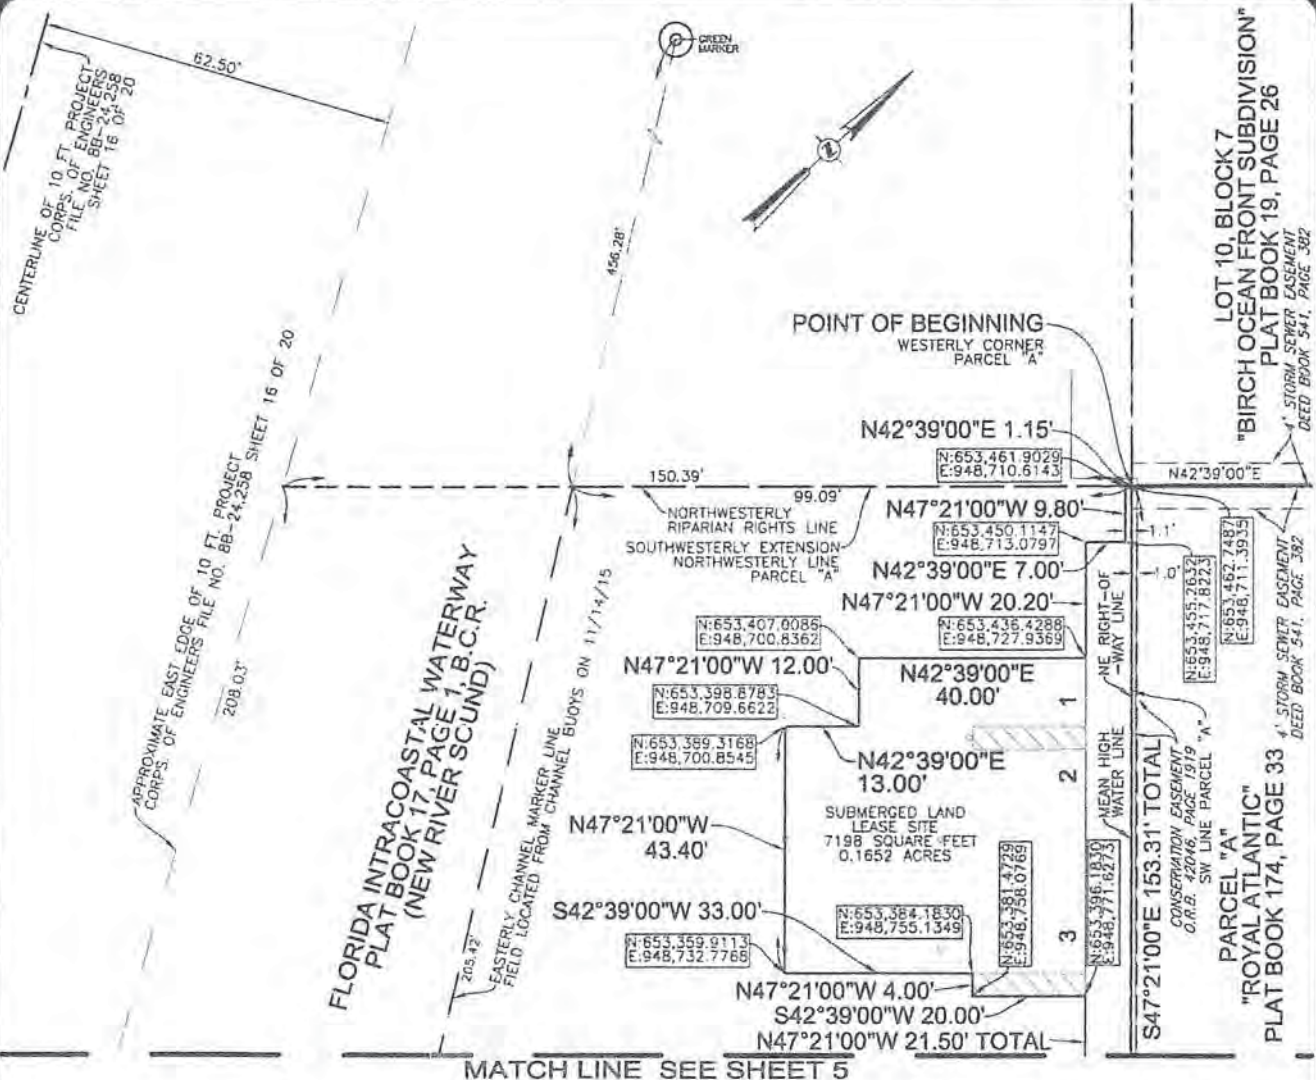 62.50'
CENTERLINE OF 10 FT. PROJECT
CORPS. OF ENGINEERS
FILE NO. BB-24,258
SHEET 16 OF 20
GREEN
MARKER
456.28'
LOT 10, BLOCK 7
"BIRCH OCEAN FRONT SUBDIVISION"
PLAT BOOK 19, PAGE 26
4' STORM SEWER EASEMENT
DEED BOOK 541, PAGE 382
POINT OF BEGINNING
WESTERLY CORNER
PARCEL "A"
N42°39'00"E 1.15'
N:653,461.9029
E:948,710.6143
N42°39'00"E
150.39'
99.09'
NORTHWESTERLY
RIPARIAN RIGHTS LINE
SOUTHWESTERLY EXTENSION
NORTHWESTERLY LINE
PARCEL "A"
N47°21'00"W 9.80'
N:653,450.1147
E:948,713.0797
1.1'
1.0'
N:653,462.7487
E:948,711.3935
N:653,455.2632
E:948,717.8223
4' STORM SEWER EASEMENT
DEED BOOK 541, PAGE 382
N42°39'00"E 7.00'
N47°21'00"W 20.20'
NE RIGHT-OF
-WAY LINE
APPROXIMATE EAST EDGE OF 10 FT. PROJECT
CORPS. OF ENGINEERS FILE NO. BB-24,258 SHEET 16 OF 20
208.03'
FLORIDA INTRACOASTAL WATERWAY
PLAT BOOK 17, PAGE 1, B.C.R.
(NEW RIVER SOUND)
EASTERLY CHANNEL MARKER LINE
FIELD LOCATED FROM CHANNEL BUOYS ON 11/14/15
205.42'
N:653,407.0086
E:948,700.8362
N:653,436.4288
E:948,727.9369
N47°21'00"W 12.00'
N42°39'00"E
40.00'
N:653,398.8783
E:948,709.6622
N:653,389.3168
E:948,700.8545
N42°39'00"E
13.00'
1
2
3
MEAN HIGH
WATER LINE
SUBMERGED LAND
LEASE SITE
7198 SQUARE FEET
0.1652 ACRES
N47°21'00"W
43.40'
S42°39'00"W 33.00'
N:653,384.1830
E:948,755.1349
N:653,381.4729
E:948,758.0769
N:653,396.1830
E:948,771.6273
N:653,359.9113
E:948,732.7768
N47°21'00"W 4.00'
S42°39'00"W 20.00'
N47°21'00"W 21.50' TOTAL
S47°21'00"E 153.31' TOTAL
CONSERVATION EASEMENT
O.R.B. 42046, PAGE 1919
SW LINE PARCEL "A"
PARCEL "A"
"ROYAL ATLANTIC"
PLAT BOOK 174, PAGE 33
MATCH LINE SEE SHEET 5